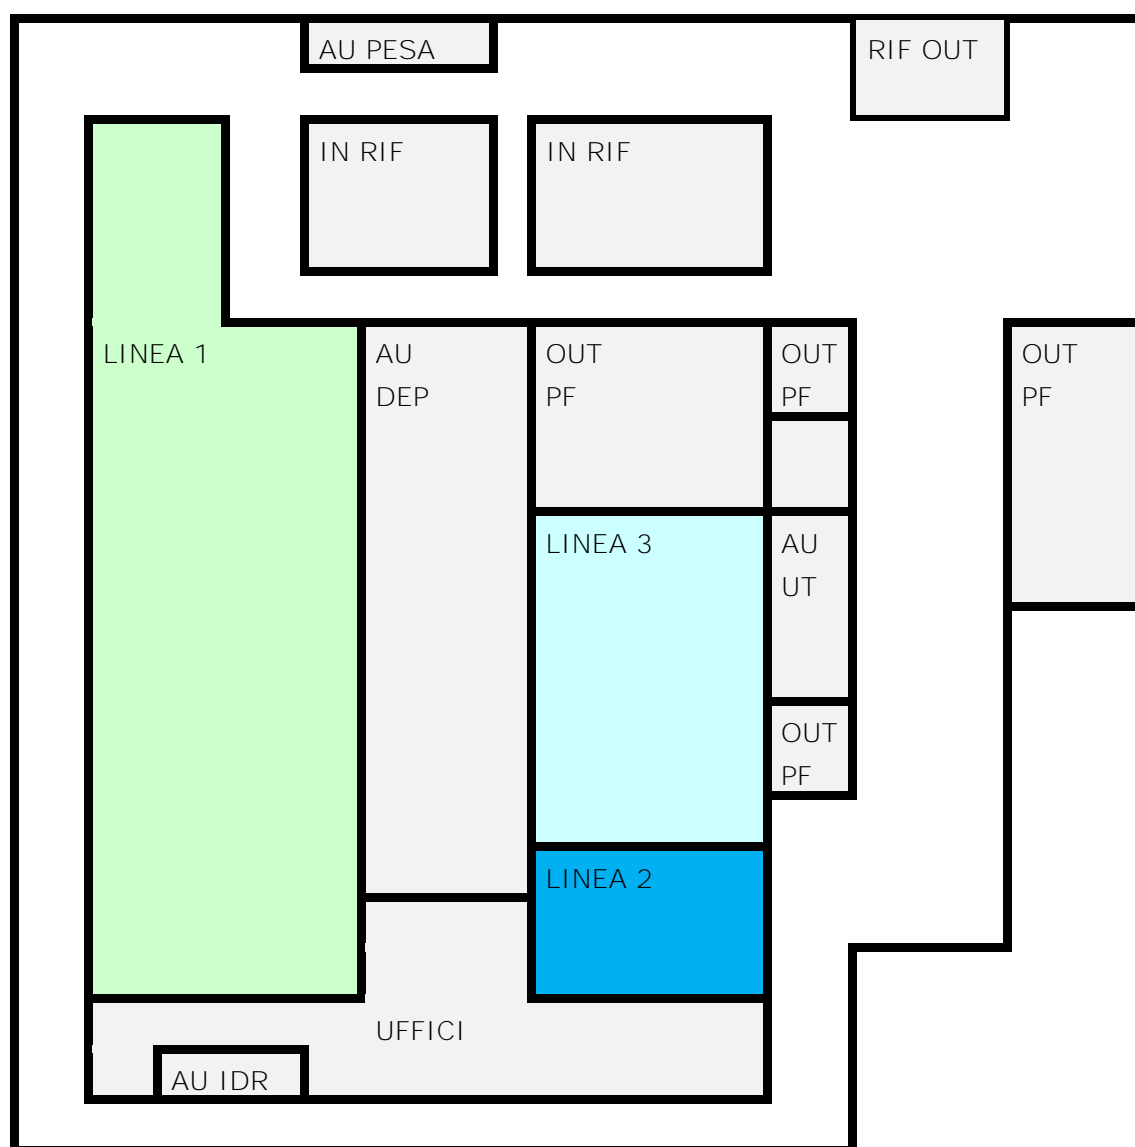 AU PESA
RIF OUT
IN RIF
IN RIF
LINEA 1
AU
DEP
OUT
PF
OUT
PF
OUT
PF
LINEA 3
AU
UT
OUT
PF
LINEA 2
UFFICI
AU IDR